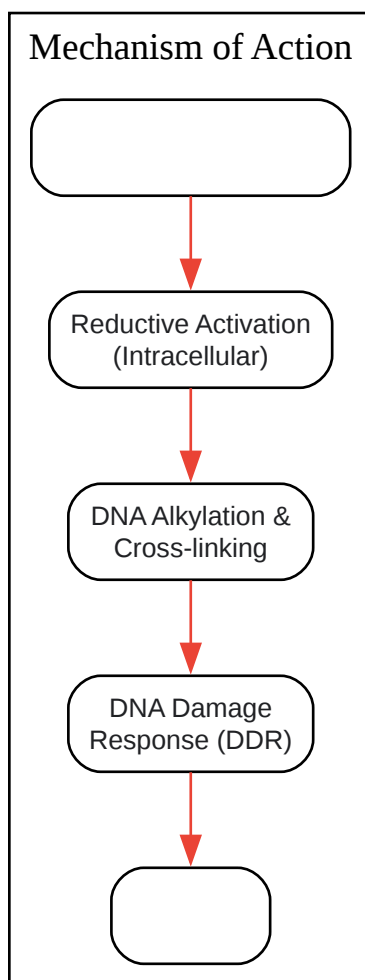 Mechanism of Action
Reductive Activation
(Intracellular)
DNA Alkylation &
Cross-linking
DNA Damage
Response (DDR)